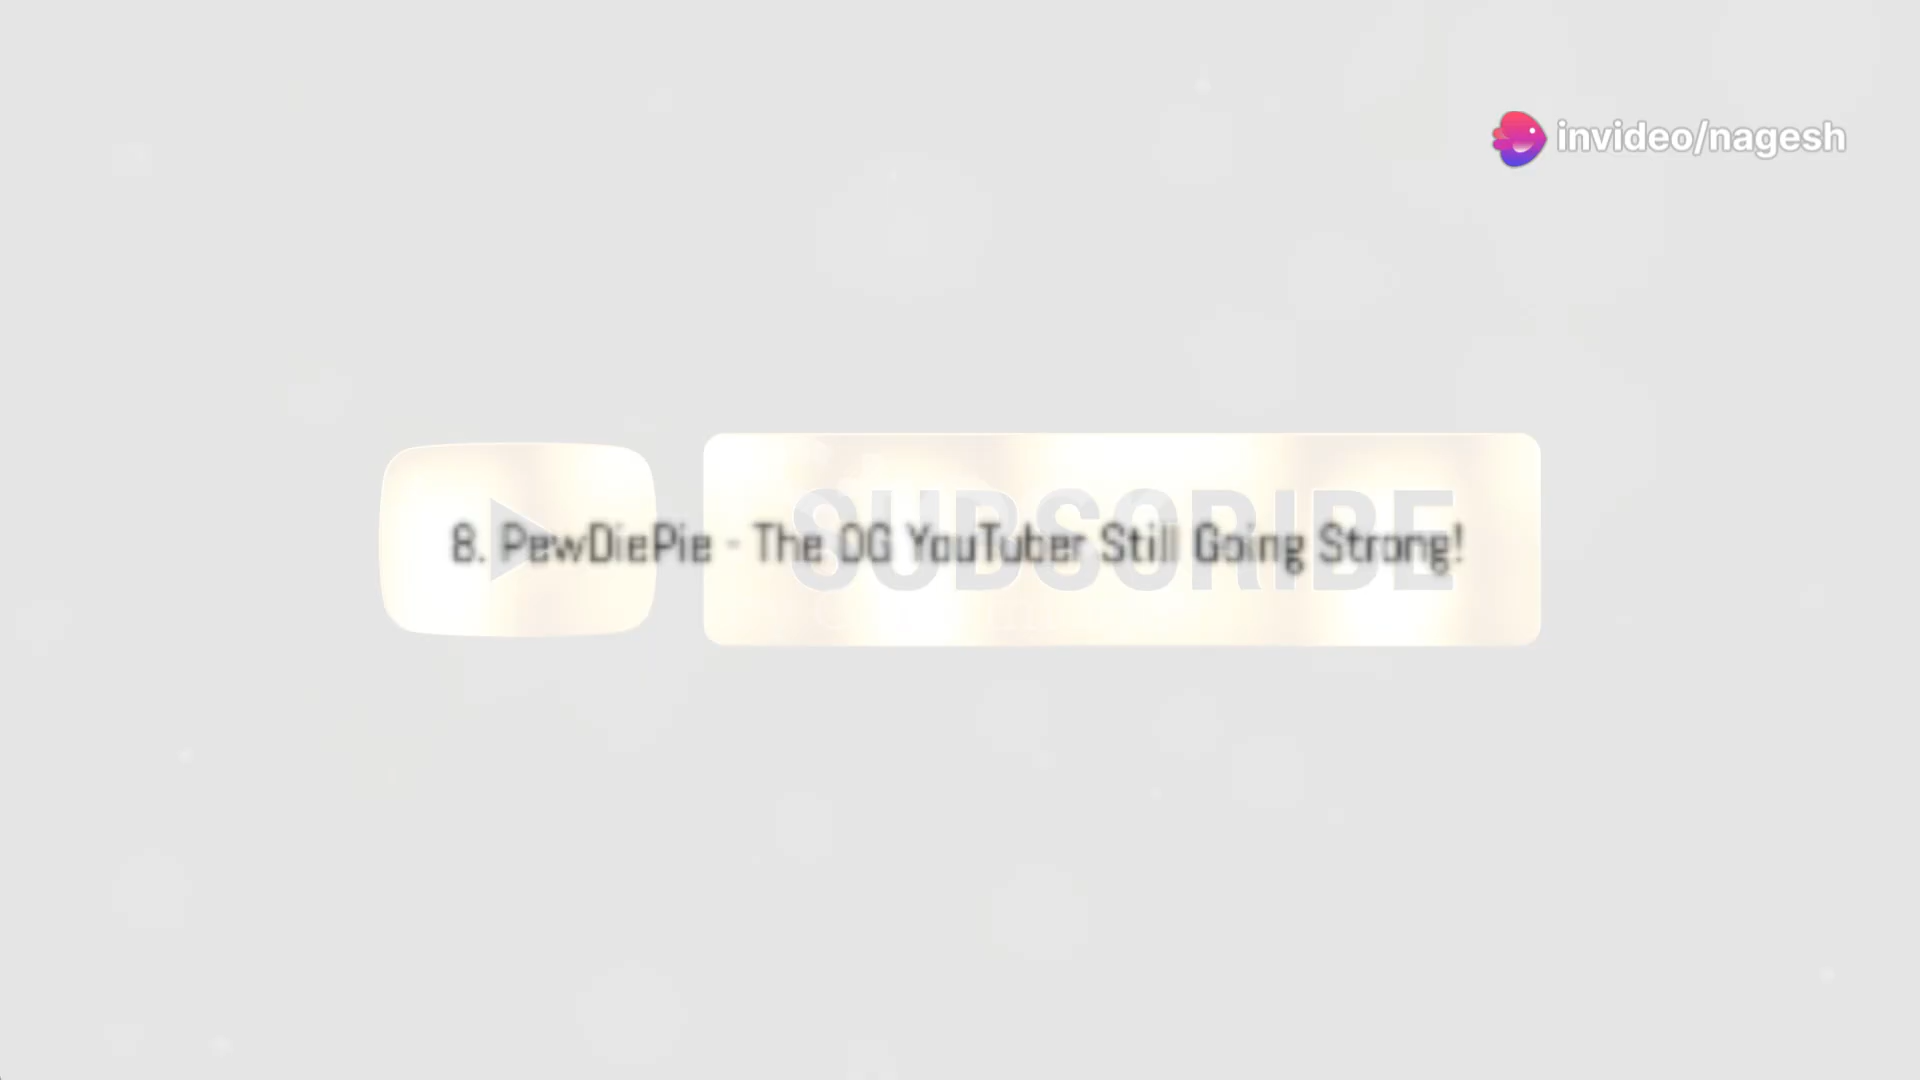 invideo/nagesh
SUBSCRIBE
8. PewDiePie - The OG YouTuber Still Going Strong!